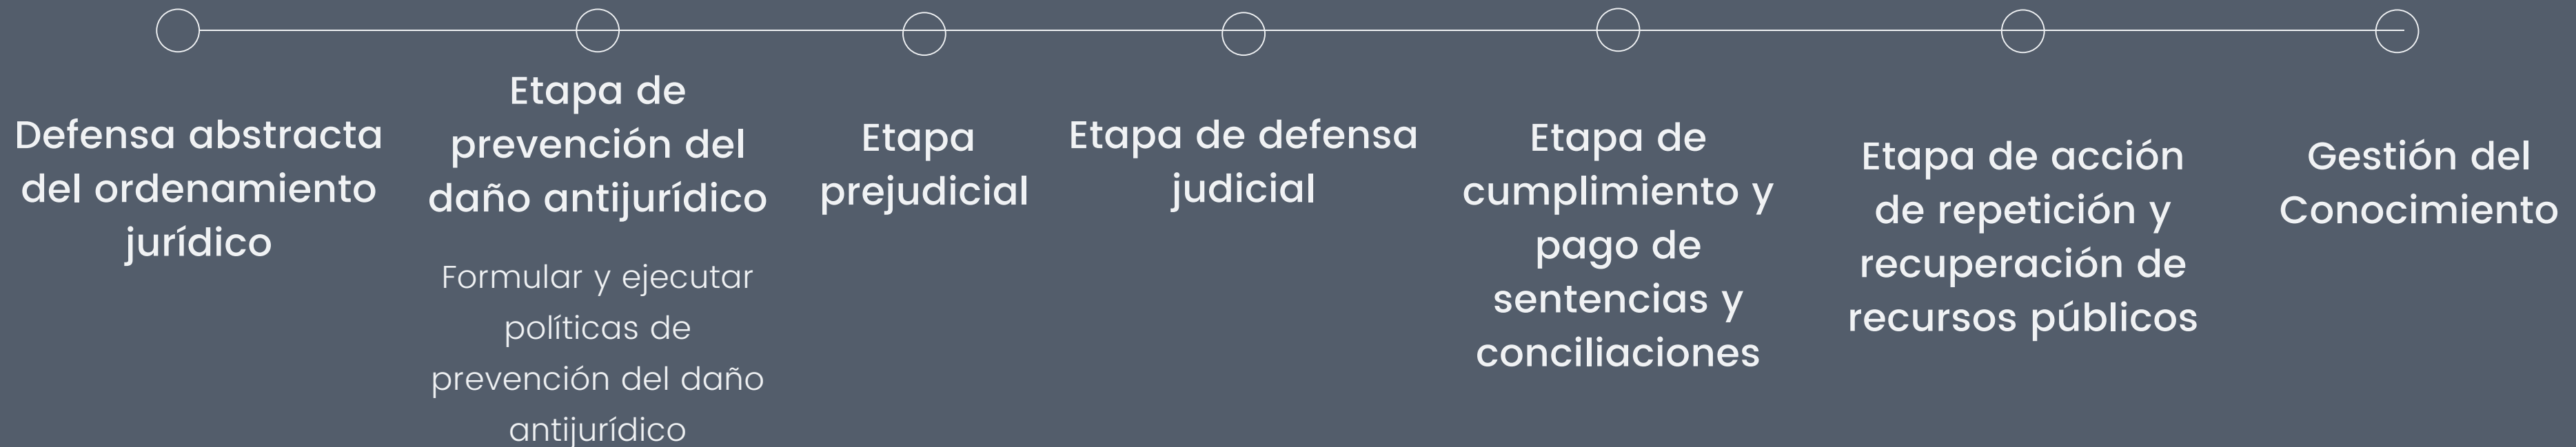 Defensa abstracta
del ordenamiento
jurídico
Etapa de
prevención del
daño antijurídico
Formular y ejecutar
políticas de
prevención del daño
antijurídico
Etapa
prejudicial
Etapa de defensa
judicial
Etapa de
cumplimiento y
pago de
sentencias y
conciliaciones
Etapa de acción
de repetición y
recuperación de
recursos públicos
Gestión del
Conocimiento